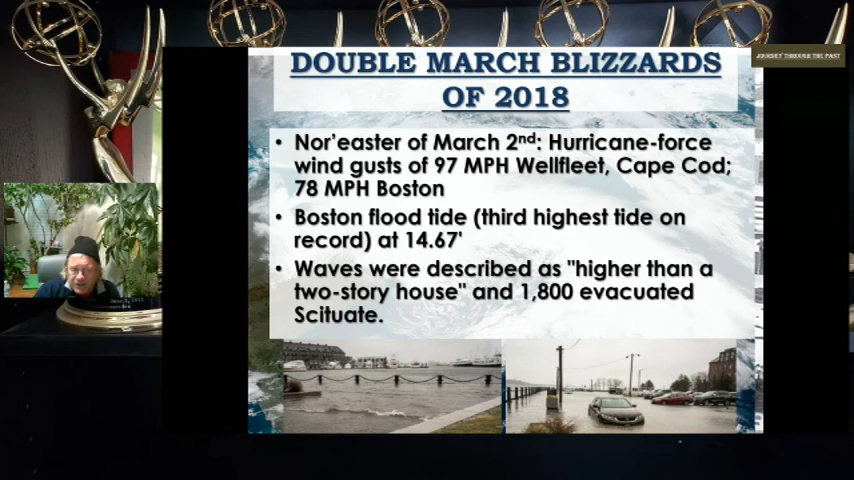 JOURNEY THROUGH THE PAST
DOUBLE MARCH BLIZZARDS
OF 2018
• Nor'easter of March 2nd: Hurricane-force
wind gusts of 97 MPH Wellfleet, Cape Cod;
78 MPH Boston
• Boston flood tide (third highest tide on
record) at 14.67'
• Waves were described as "higher than a
two-story house" and 1,800 evacuated
Scituate.